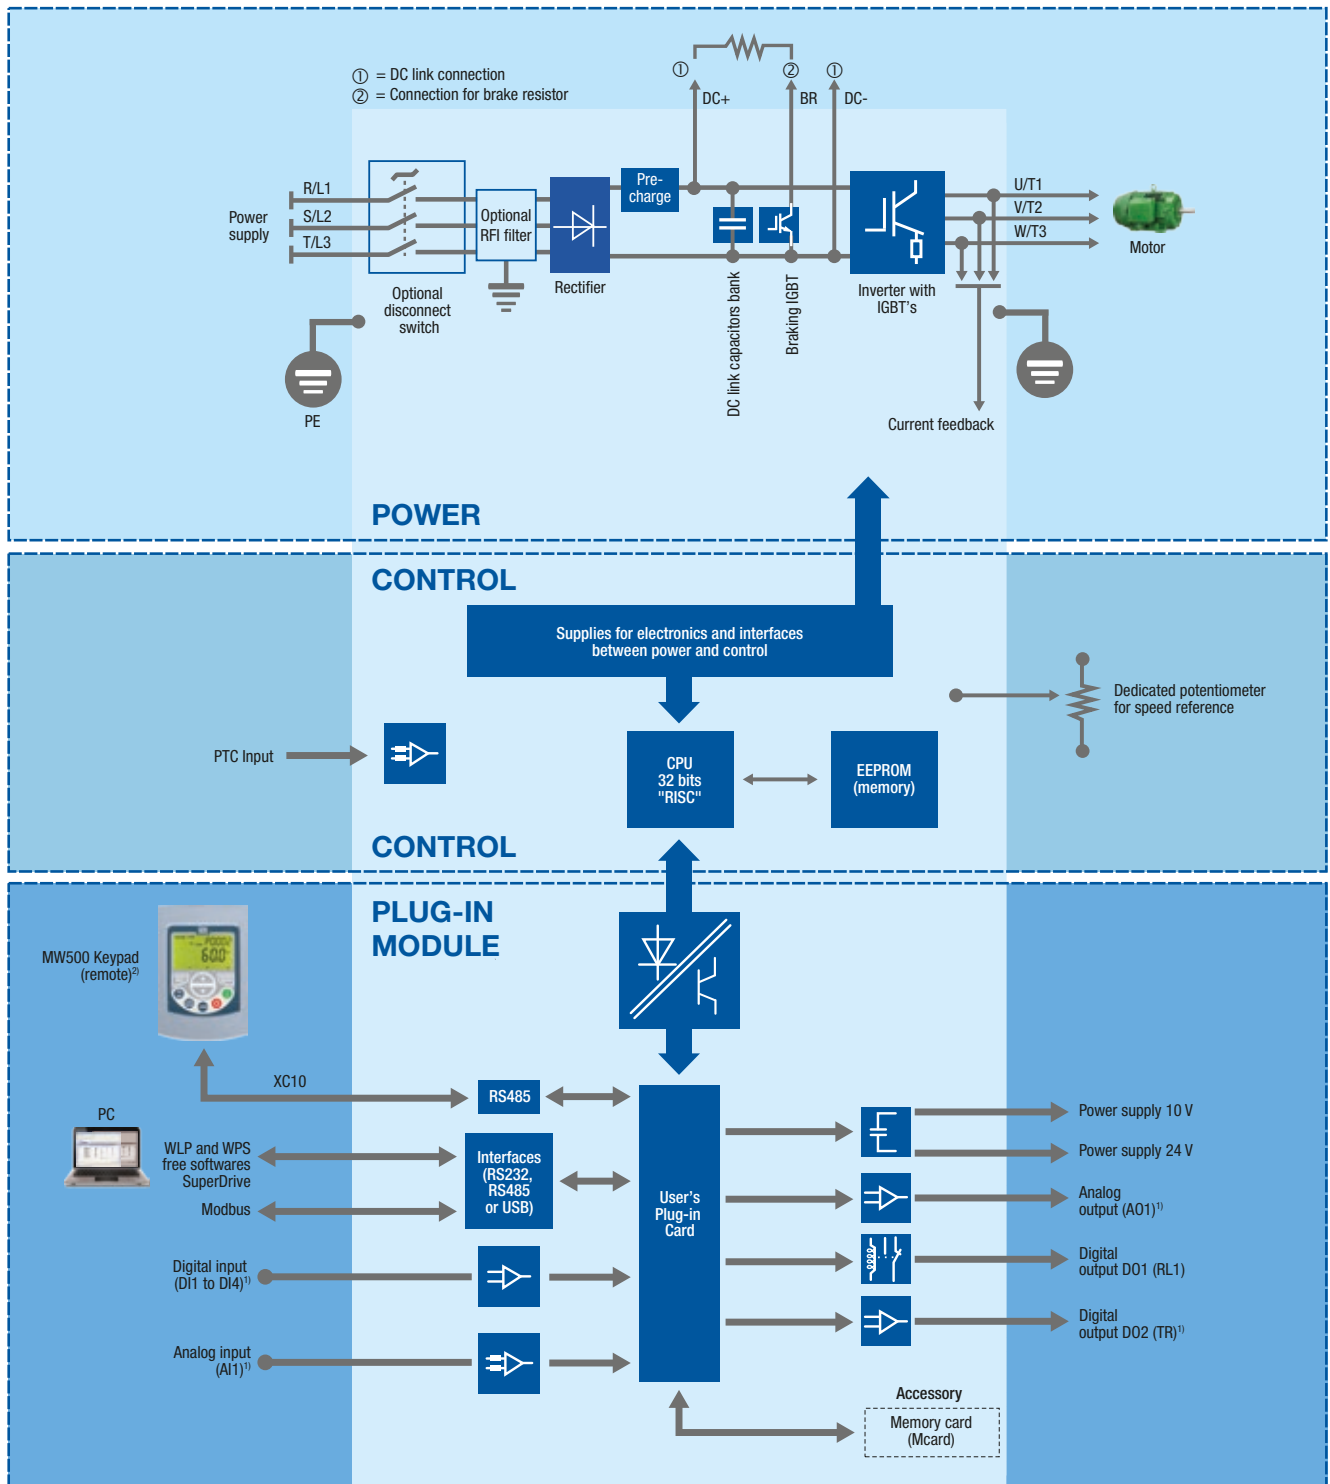 ① = DC link connection
② = Connection for brake resistor
①
②
①
DC+
BR
DC-
Power
supply
R/L1
S/L2
T/L3
Optional
disconnect
switch
Optional
RFI filter
Rectifier
Pre-
charge
DC link capacitors bank
Braking IGBT
Inverter with
IGBT's
U/T1
V/T2
W/T3
Motor
PE
Current feedback
POWER
CONTROL
Supplies for electronics and interfaces
between power and control
Dedicated potentiometer
for speed reference
PTC Input
CPU
32 bits
"RISC"
EEPROM
(memory)
CONTROL
PLUG-IN
MODULE
MW500 Keypad
(remote)2)
60.0
XC10
RS485
PC
WLP and WPS
free softwares
SuperDrive
Modbus
Interfaces
(RS232,
RS485
or USB)
Digital input
(DI1 to DI4)1)
Analog input
(AI1)1)
User's
Plug-in
Card
Power supply 10 V
Power supply 24 V
Analog
output (AO1)1)
Digital
output DO1 (RL1)
Digital
output DO2 (TR)1)
Accessory
Memory card
(Mcard)